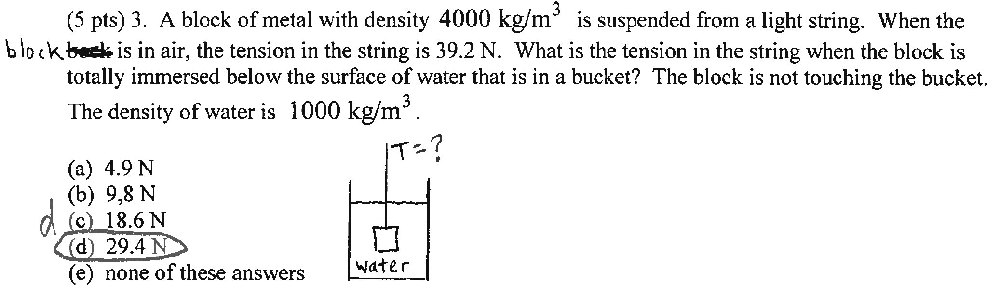 (5 pts) 3. A block of metal with density 4000 kg/m³ is suspended from a light string. When the
block is in air, the tension in the string is 39.2 N. What is the tension in the string when the block is
totally immersed below the surface of water that is in a bucket? The block is not touching the bucket.
The density of water is 1000 kg/m³.
T=?
(a) 4.9 N
(b) 9,8 N
d (c) 18.6 N
(d) 29.4 N
water
(e) none of these answers